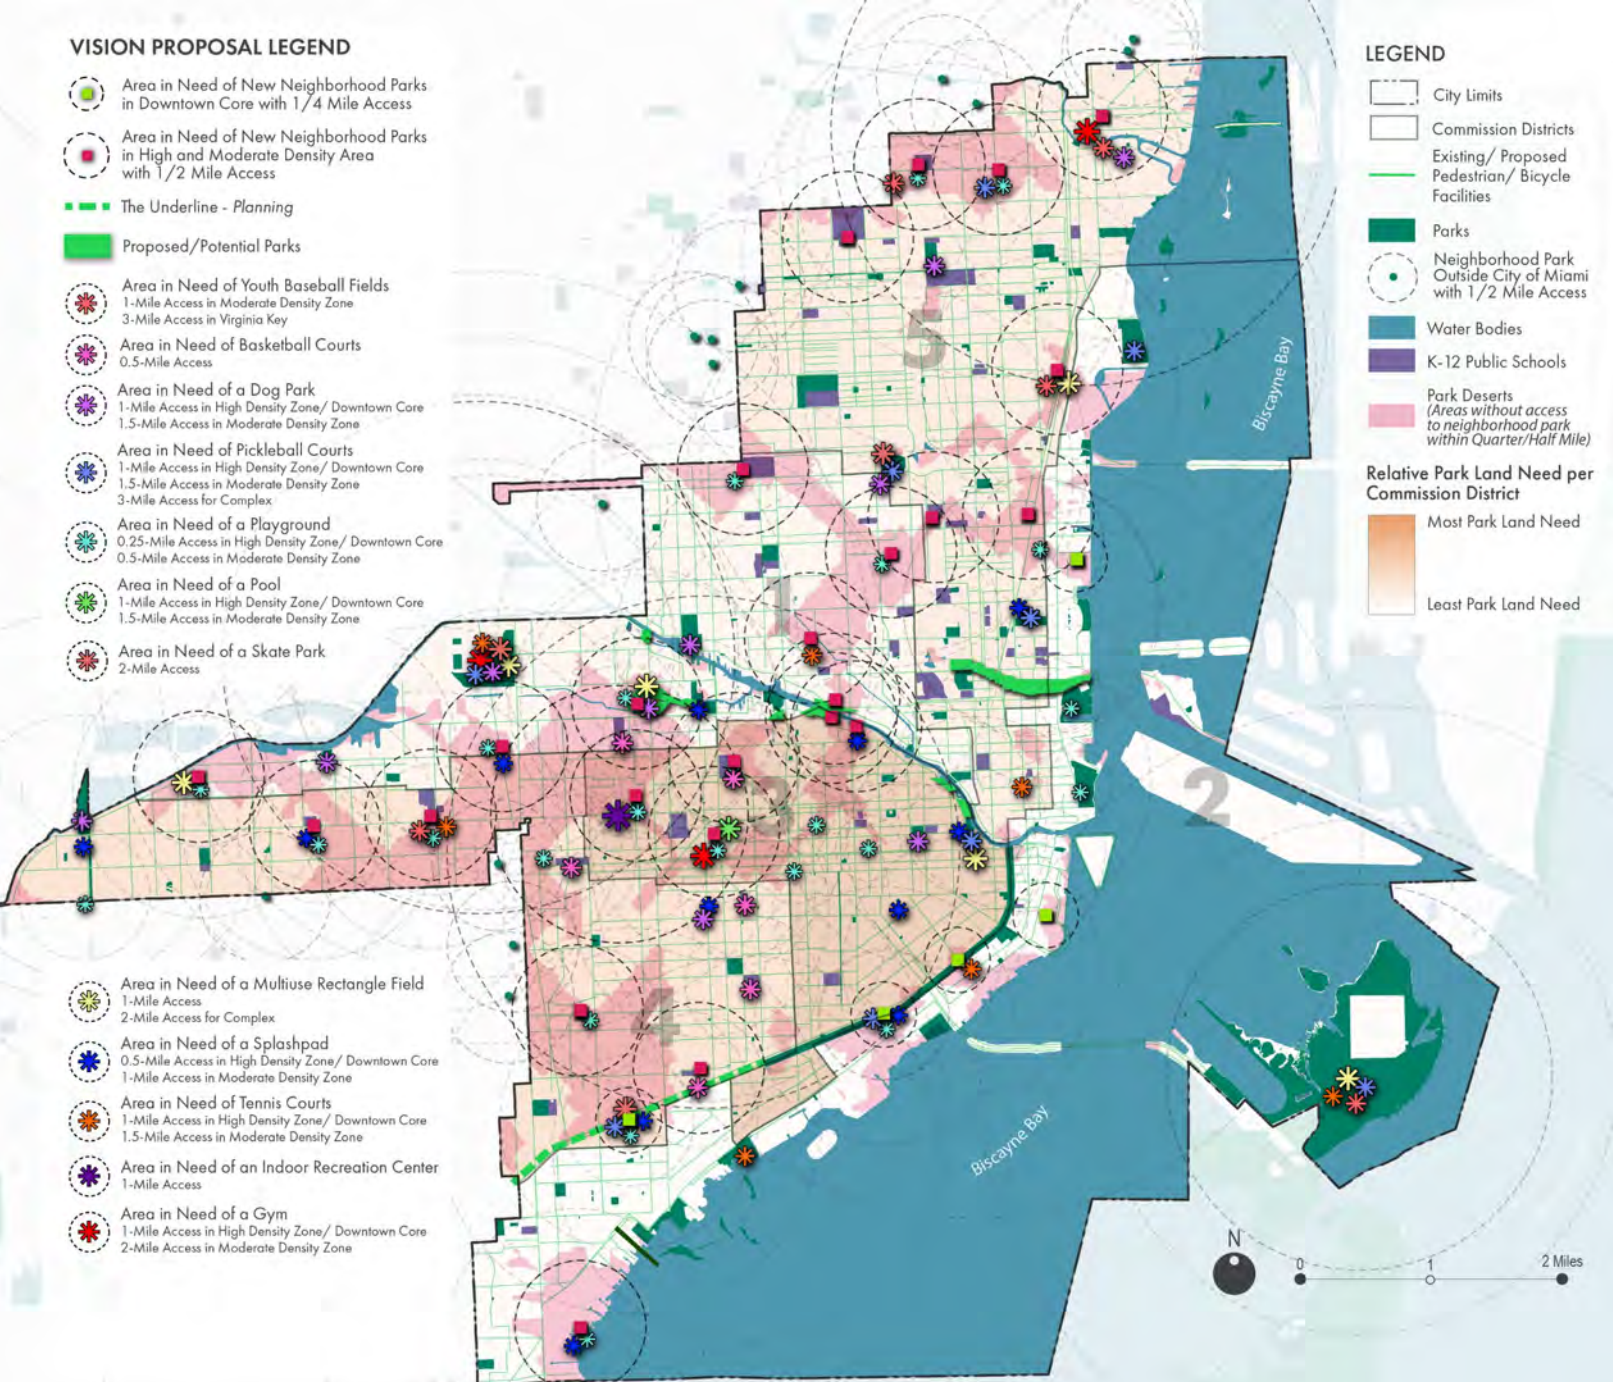 VISION PROPOSAL LEGEND
Area in Need of New Neighborhood Parks
in Downtown Core with 1/4 Mile Access
Area in Need of New Neighborhood Parks
in High and Moderate Density Area
with 1/2 Mile Access
The Underline - Planning
Proposed/Potential Parks
Area in Need of Youth Baseball Fields
1-Mile Access in Moderate Density Zone
3-Mile Access in Virginia Key
Area in Need of Basketball Courts
0.5-Mile Access
Area in Need of a Dog Park
1-Mile Access in High Density Zone/ Downtown Core
1.5-Mile Access in Moderate Density Zone
Area in Need of Pickleball Courts
1-Mile Access in High Density Zone/ Downtown Core
1.5-Mile Access in Moderate Density Zone
3-Mile Access for Complex
Area in Need of a Playground
0.25-Mile Access in High Density Zone/ Downtown Core
0.5-Mile Access in Moderate Density Zone
Area in Need of a Pool
1-Mile Access in High Density Zone/ Downtown Core
1.5-Mile Access in Moderate Density Zone
Area in Need of a Skate Park
2-Mile Access
Area in Need of a Multiuse Rectangle Field
1-Mile Access
2-Mile Access for Complex
Area in Need of a Splashpad
0.5-Mile Access in High Density Zone/ Downtown Core
1-Mile Access in Moderate Density Zone
Area in Need of Tennis Courts
1-Mile Access in High Density Zone/ Downtown Core
1.5-Mile Access in Moderate Density Zone
Area in Need of an Indoor Recreation Center
1-Mile Access
Area in Need of a Gym
1-Mile Access in High Density Zone/ Downtown Core
2-Mile Access in Moderate Density Zone
5
1
3
2
4
Biscayne Bay
Biscayne Bay
LEGEND
City Limits
Commission Districts
Existing/ Proposed
Pedestrian/ Bicycle
Facilities
Parks
Neighborhood Park
Outside City of Miami
with 1/2 Mile Access
Water Bodies
K-12 Public Schools
Park Deserts
(Areas without access
to neighborhood park
within Quarter/Half Mile)
Relative Park Land Need per
Commission District
Most Park Land Need
Least Park Land Need
N
0 1 2 Miles